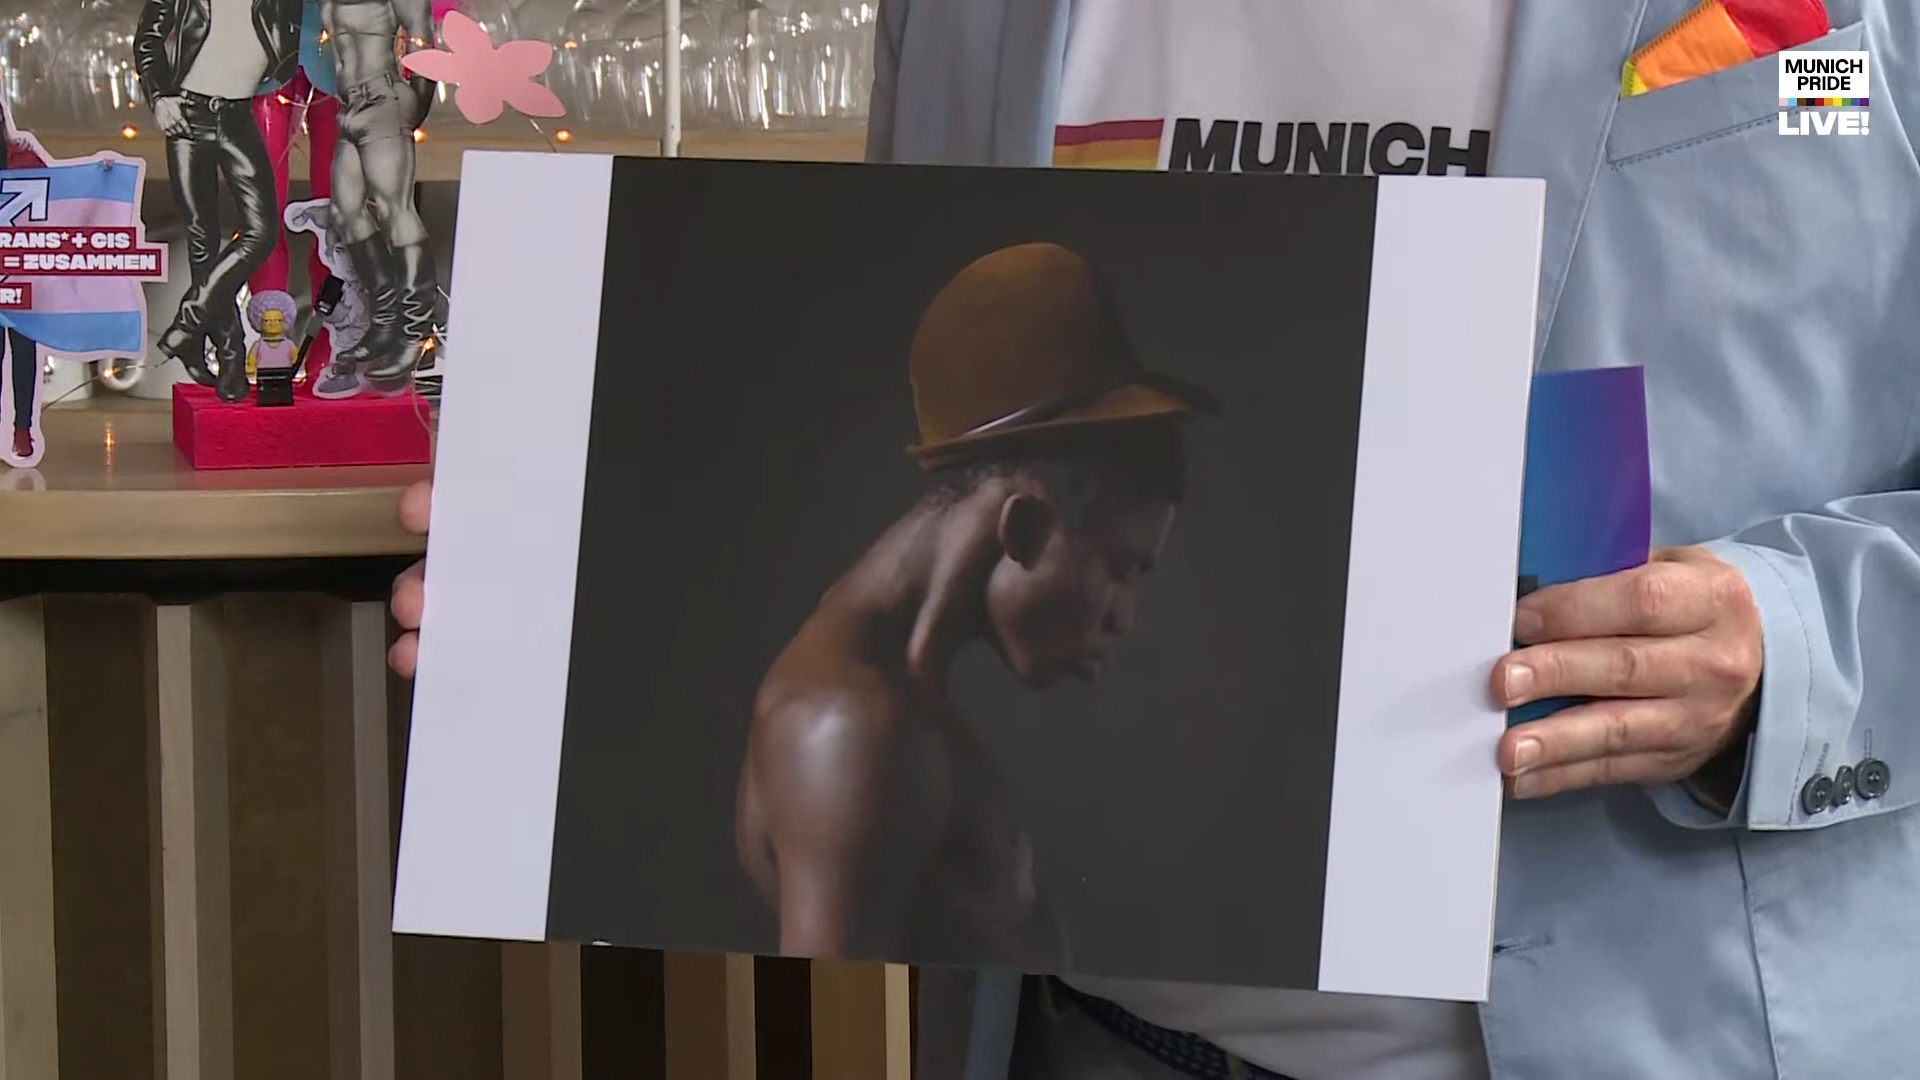 RANS* + CIS
= ZUSAMMEN
R!
MUNICH
MUNICH
PRIDE
LIVE!